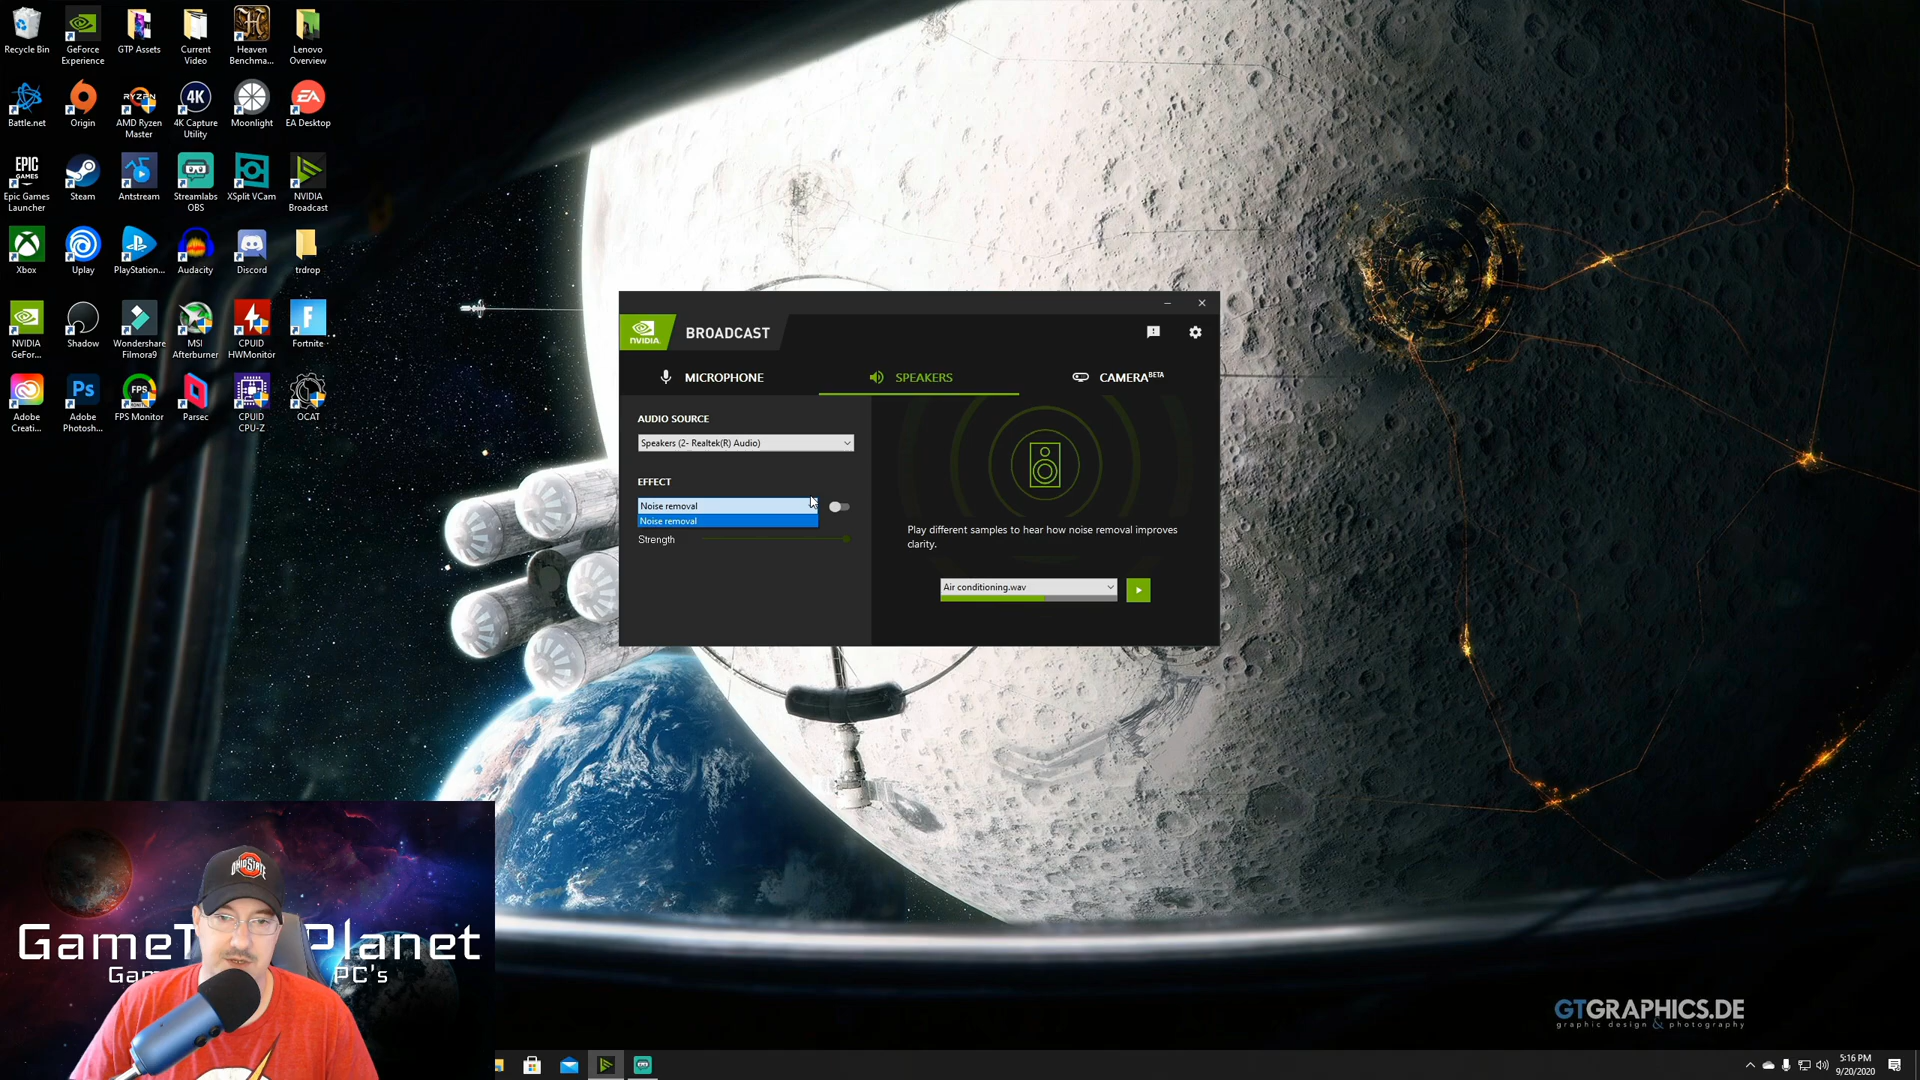 Recycle Bin
GeForce Experience
GTP Assets
Current Video
Heaven Benchma...
Lenovo Overview
Battle.net
Origin
AMD Ryzen Master
4K Capture Utility
Moonlight
EA Desktop
Epic Games Launcher
Steam
Antstream
Streamlabs OBS
XSplit VCam
NVIDIA Broadcast
Xbox
Uplay
PlayStation...
Audacity
Discord
trdrop
NVIDIA GeFor...
Shadow
Wondershare Filmora9
MSI Afterburner
CPUID HWMonitor
Fortnite
Adobe Creati...
Adobe Photosh...
FPS Monitor
Parsec
CPUID CPU-Z
OCAT
NVIDIA
BROADCAST
MICROPHONE
SPEAKERS
CAMERA BETA
AUDIO SOURCE
Speakers (2- Realtek(R) Audio)
EFFECT
Noise removal
Noise removal
Strength
Play different samples to hear how noise removal improves
clarity.
Air conditioning.wav
OHIO STATE
GameT Planet
Gam PC's
GTGRAPHICS.DE
graphic design & photography
5:16 PM
9/20/2020